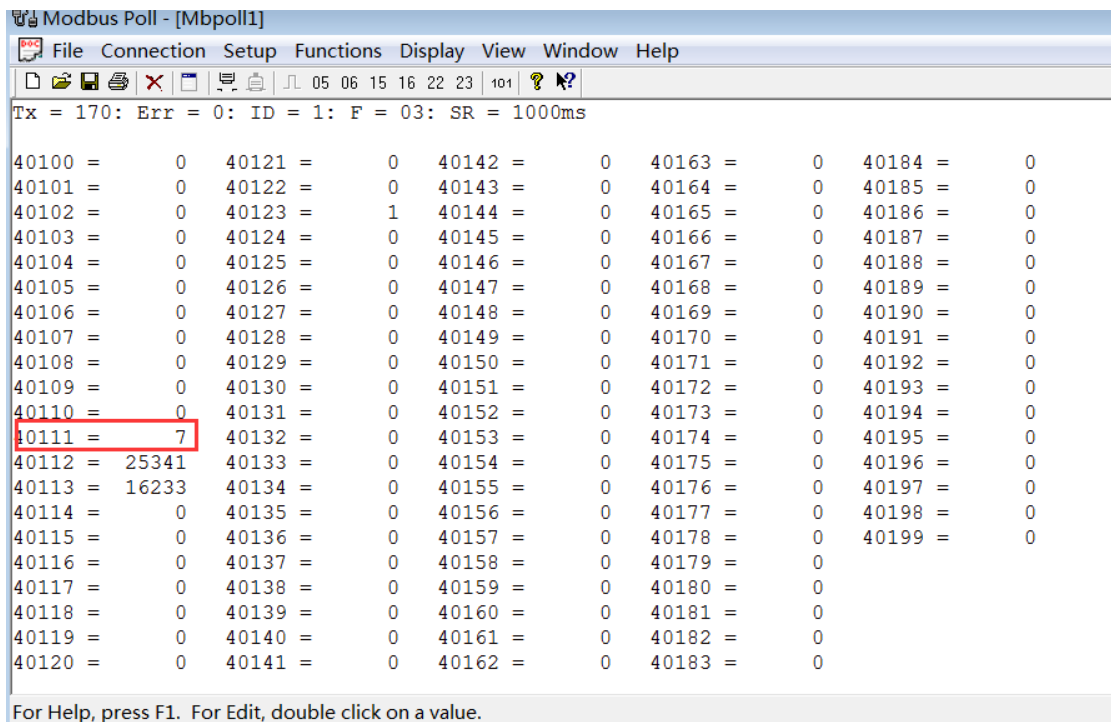 Modbus Poll - [Mbpoll1]
File Connection Setup Functions Display View Window Help
05 06 15 16 22 23 101
Tx = 170: Err = 0: ID = 1: F = 03: SR = 1000ms
40100 = 0 40121 = 0 40142 = 0 40163 = 0 40184 = 0
40101 = 0 40122 = 0 40143 = 0 40164 = 0 40185 = 0
40102 = 0 40123 = 1 40144 = 0 40165 = 0 40186 = 0
40103 = 0 40124 = 0 40145 = 0 40166 = 0 40187 = 0
40104 = 0 40125 = 0 40146 = 0 40167 = 0 40188 = 0
40105 = 0 40126 = 0 40147 = 0 40168 = 0 40189 = 0
40106 = 0 40127 = 0 40148 = 0 40169 = 0 40190 = 0
40107 = 0 40128 = 0 40149 = 0 40170 = 0 40191 = 0
40108 = 0 40129 = 0 40150 = 0 40171 = 0 40192 = 0
40109 = 0 40130 = 0 40151 = 0 40172 = 0 40193 = 0
40110 = 0 40131 = 0 40152 = 0 40173 = 0 40194 = 0
40111 = 7 40132 = 0 40153 = 0 40174 = 0 40195 = 0
40112 = 25341 40133 = 0 40154 = 0 40175 = 0 40196 = 0
40113 = 16233 40134 = 0 40155 = 0 40176 = 0 40197 = 0
40114 = 0 40135 = 0 40156 = 0 40177 = 0 40198 = 0
40115 = 0 40136 = 0 40157 = 0 40178 = 0 40199 = 0
40116 = 0 40137 = 0 40158 = 0 40179 = 0
40117 = 0 40138 = 0 40159 = 0 40180 = 0
40118 = 0 40139 = 0 40160 = 0 40181 = 0
40119 = 0 40140 = 0 40161 = 0 40182 = 0
40120 = 0 40141 = 0 40162 = 0 40183 = 0
For Help, press F1. For Edit, double click on a value.